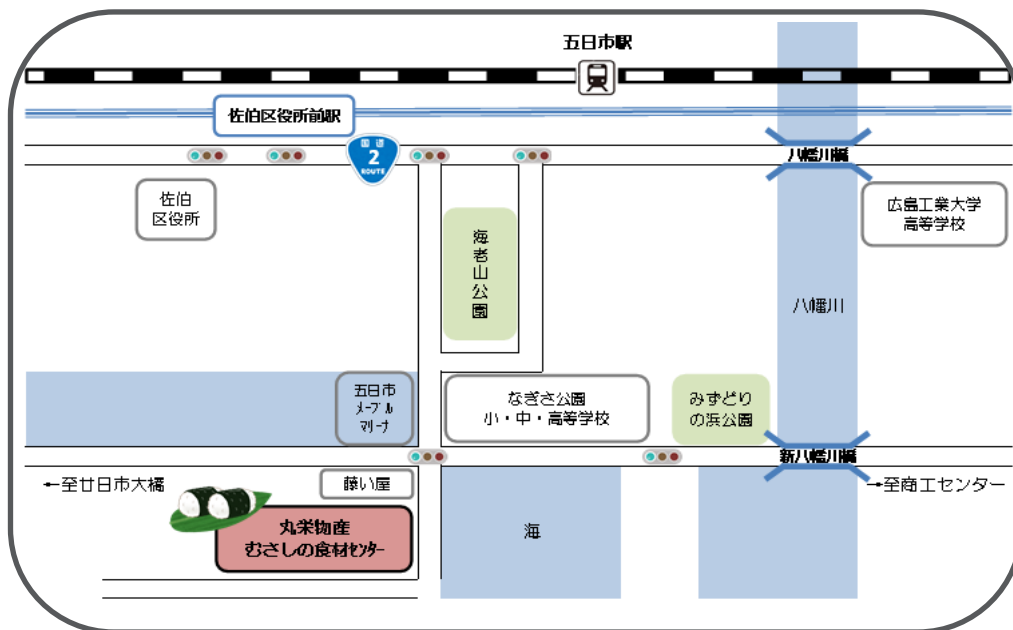 五日市駅
佐伯区役所前駅
国道
2
ROUTE
八幡川橋
佐伯
区役所
広島工業大学
高等学校
海老山公園
八幡川
五日市
メープル
マリーナ
なぎさ公園
小・中・高等学校
みずどり
の浜公園
新八幡川橋
←至廿日市大橋
藤い屋
→至商工センター
丸栄物産
むさしの食材センター
海